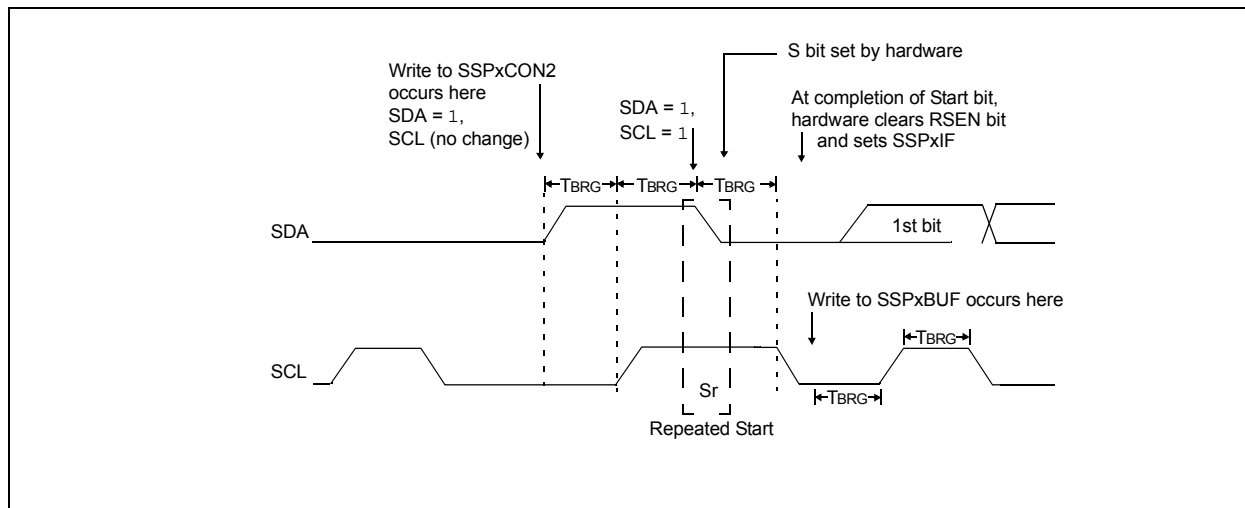 S bit set by hardware
Write to SSPxCON2
occurs here
SDA = 1,
SCL (no change)
SDA = 1,
SCL = 1
At completion of Start bit,
hardware clears RSEN bit
and sets SSPxIF
TBRG TBRG TBRG
SDA
1st bit
Write to SSPxBUF occurs here
TBRG
SCL
Sr
TBRG
Repeated Start